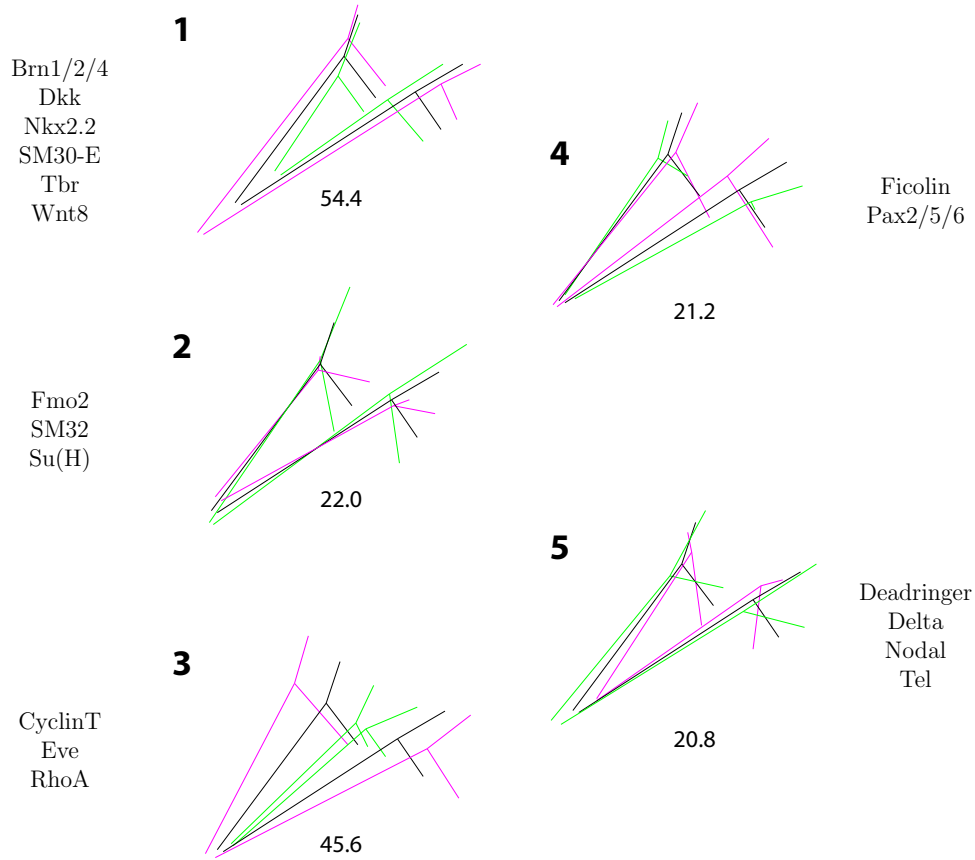 1
Brn1/2/4
Dkk
Nkx2.2
SM30-E
Tbr
Wnt8
54.4
4
Ficolin
Pax2/5/6
21.2
2
Fmo2
SM32
Su(H)
22.0
5
Deadringer
Delta
Nodal
Tel
20.8
3
CyclinT
Eve
RhoA
45.6